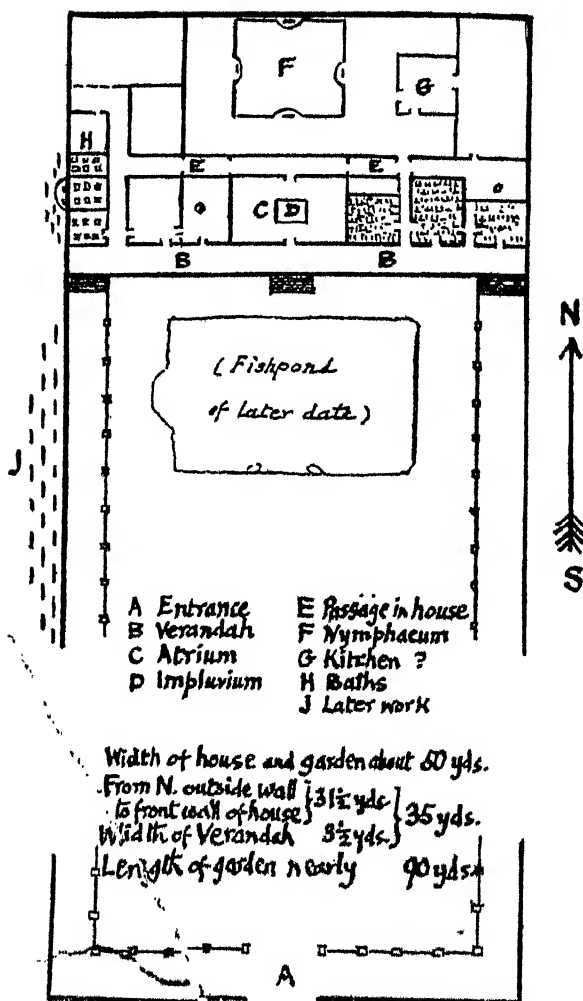 F
G
H
E E
C D
B B
N
(Fishpond
of later date)
J
S
A Entrance
B Verandah
C Atrium
D Impluvium
E Passage in house
F Nymphaeum
G Kitchen ?
H Baths
J Later work
Width of house and garden about 50 yds.
From N. outside wall
to front wall of house } 31½ yds.
Width of Verandah 3½ yds. } 35 yds.
Length of garden nearly 90 yds.
A